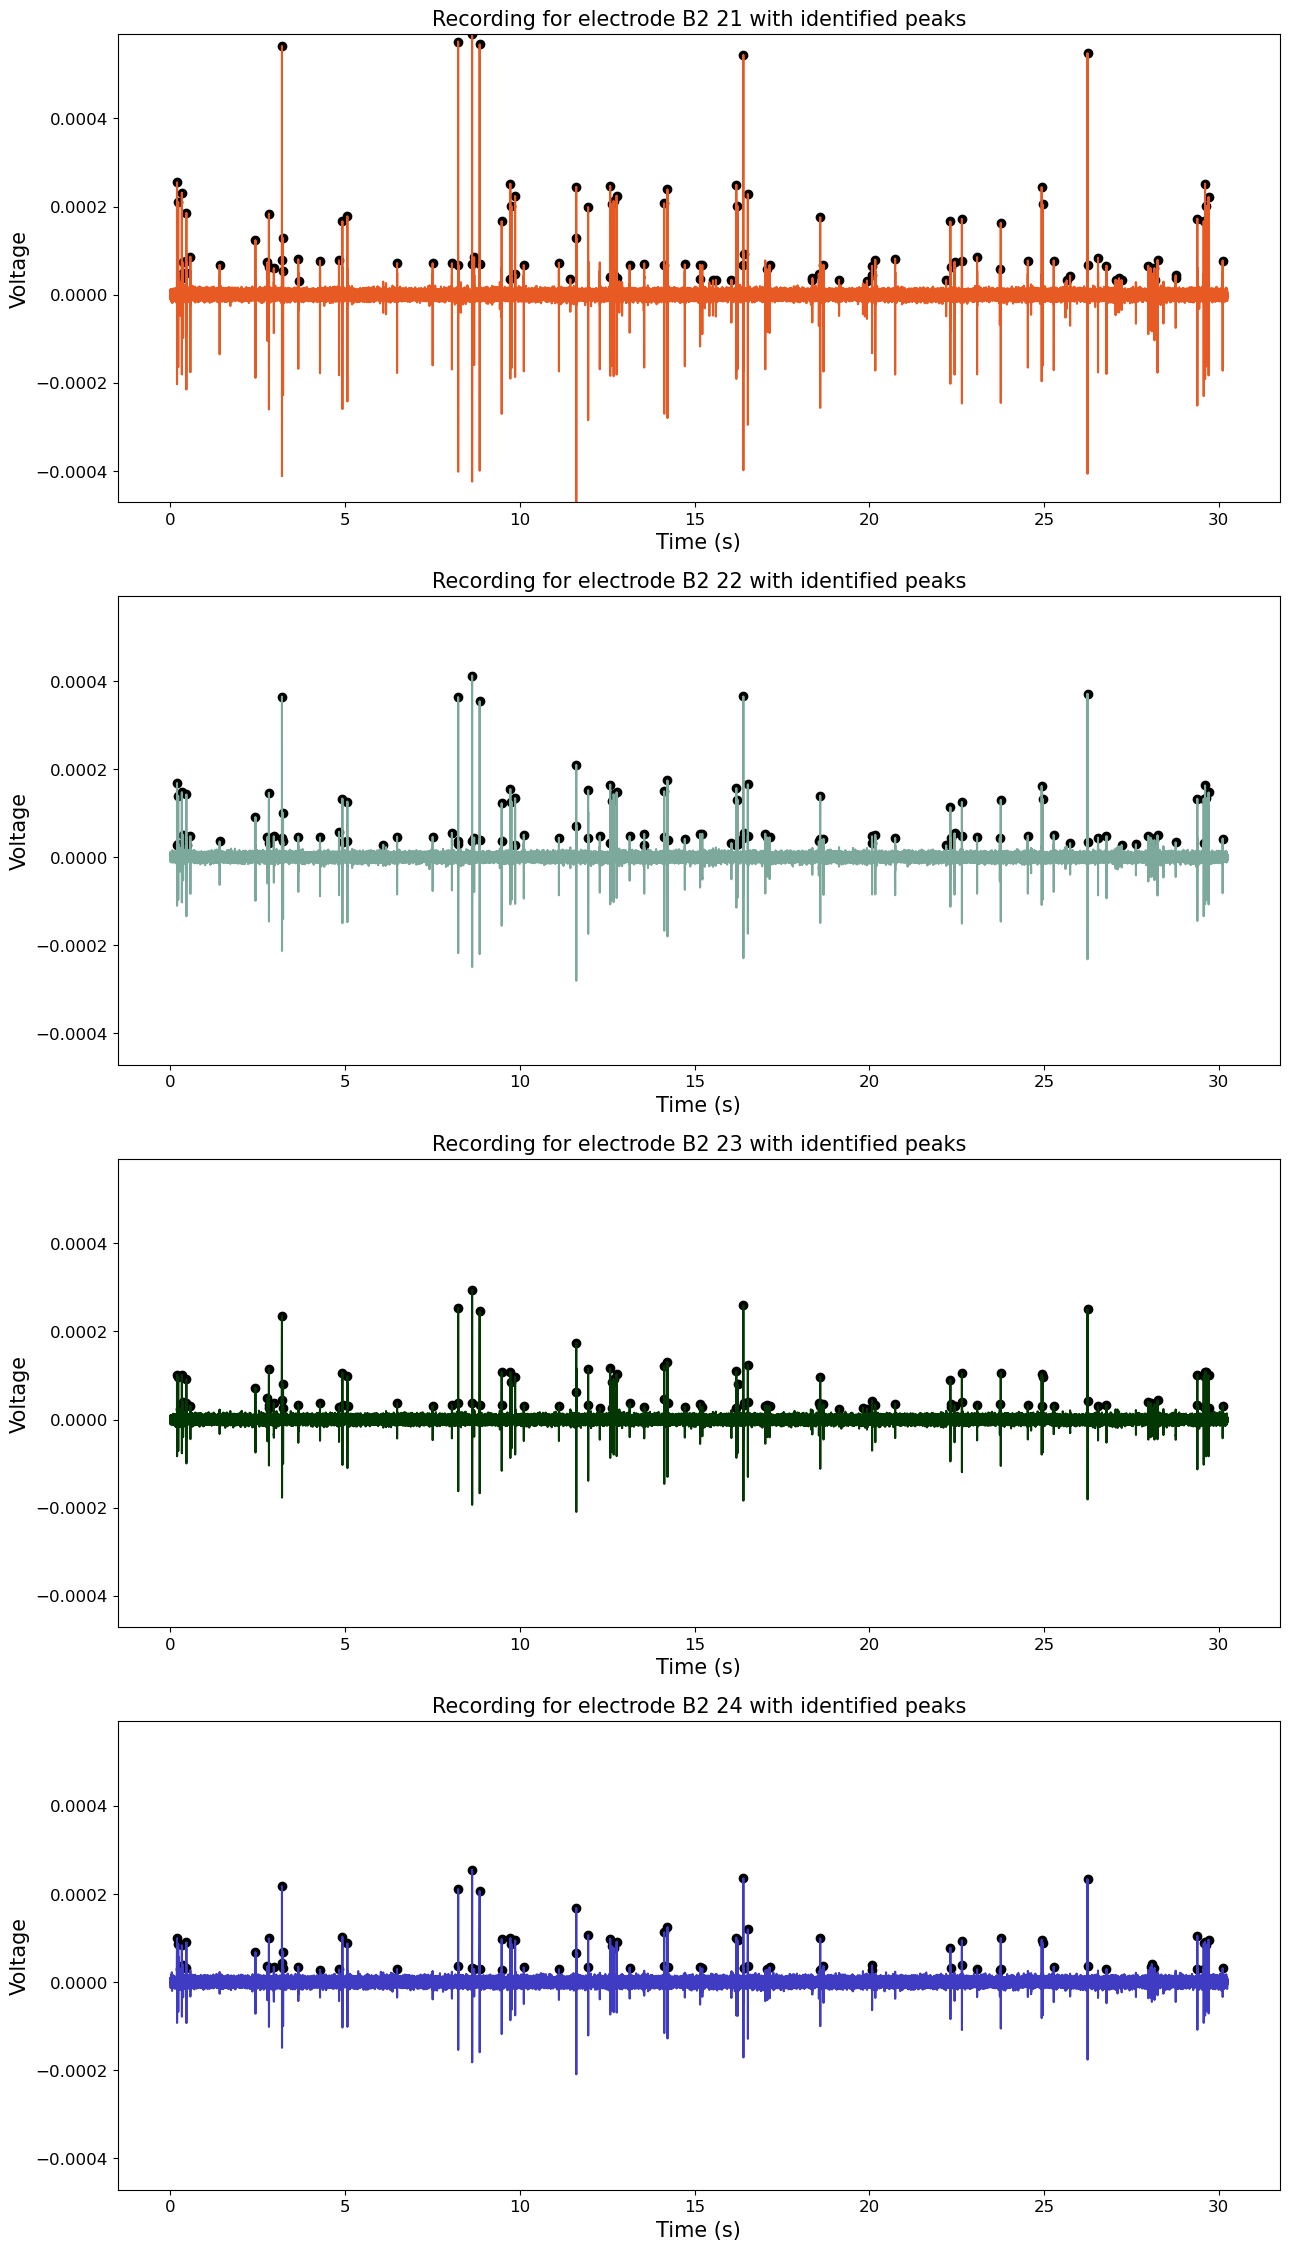 Recording for electrode B2 21 with identified peaks
0.0004
0.0002
0.0000
−0.0002
−0.0004
Voltage
0 5 10 15 20 25 30
Time (s)
Recording for electrode B2 22 with identified peaks
0.0004
0.0002
0.0000
−0.0002
−0.0004
Voltage
0 5 10 15 20 25 30
Time (s)
Recording for electrode B2 23 with identified peaks
0.0004
0.0002
0.0000
−0.0002
−0.0004
Voltage
0 5 10 15 20 25 30
Time (s)
Recording for electrode B2 24 with identified peaks
0.0004
0.0002
0.0000
−0.0002
−0.0004
Voltage
0 5 10 15 20 25 30
Time (s)